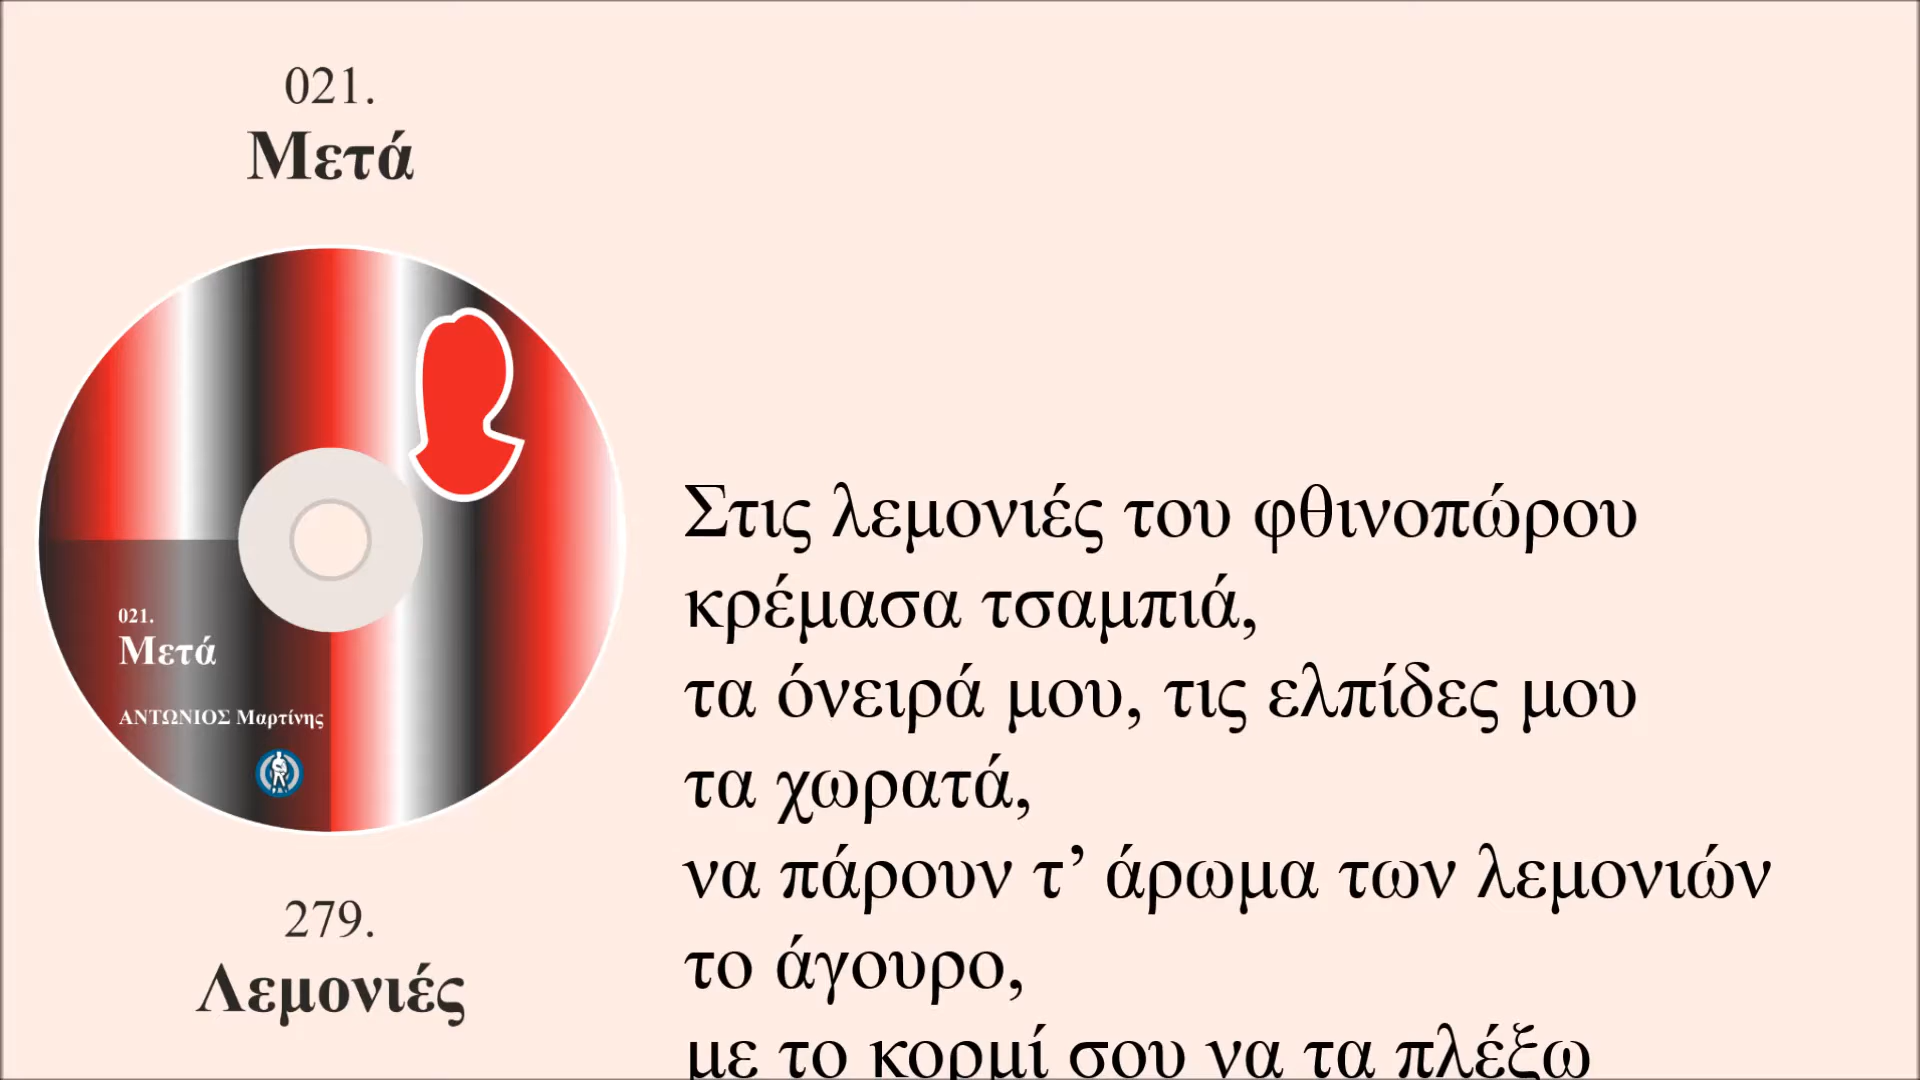 021.
Μετά
021.
Μετά
ΑΝΤΩΝΙΟΣ Μαρτίνης
279.
Λεμονιές
Στις λεμονιές του φθινοπώρου
κρέμασα τσαμπιά,
τα όνειρά μου, τις ελπίδες μου
τα χωρατά,
να πάρουν τ’ άρωμα των λεμονιών
το άγουρο,
με το κορμί σου να τα πλέξω